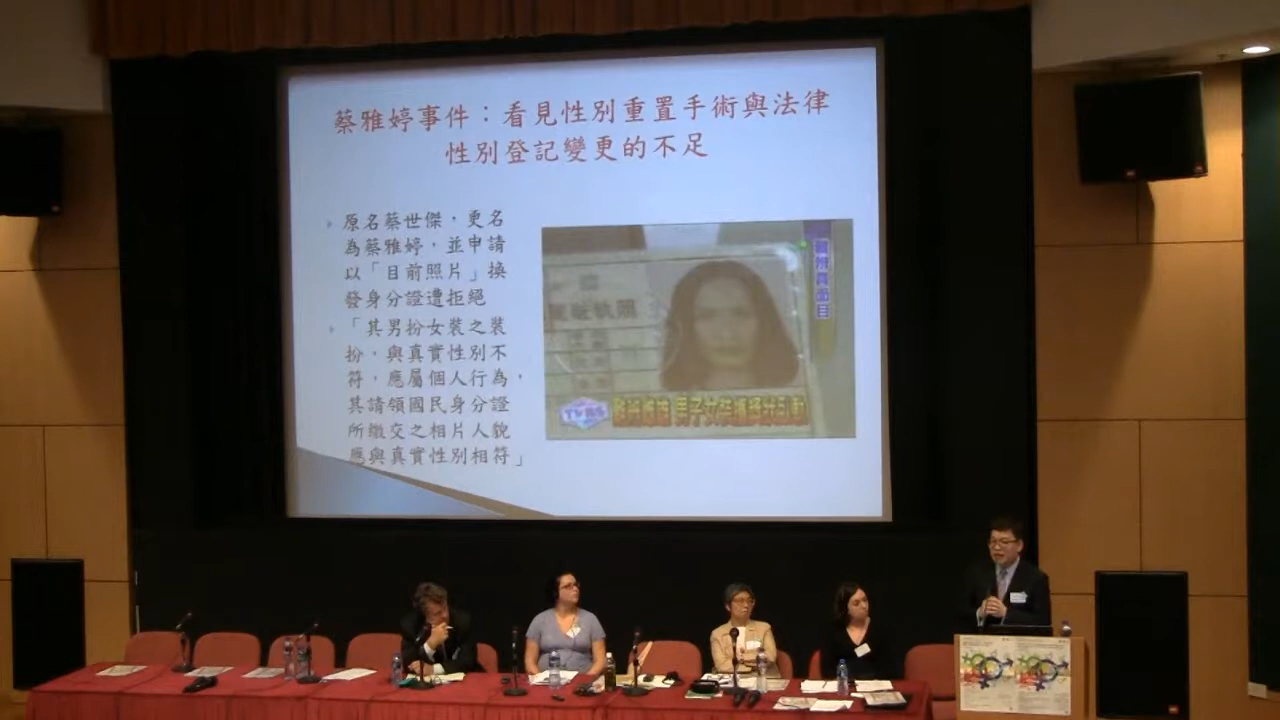 蔡雅婷事件：看見性別重置手術與法律
性別登記變更的不足
原名蔡世傑，更名
為蔡雅婷，並申請
以「目前照片」換
發身分證遭拒絕
「其男扮女裝之裝
扮，與真實性別不
符，應屬個人行為，
其請領國民身分證
所繳交之相片人貌
應與真實性別相符」
TVBS